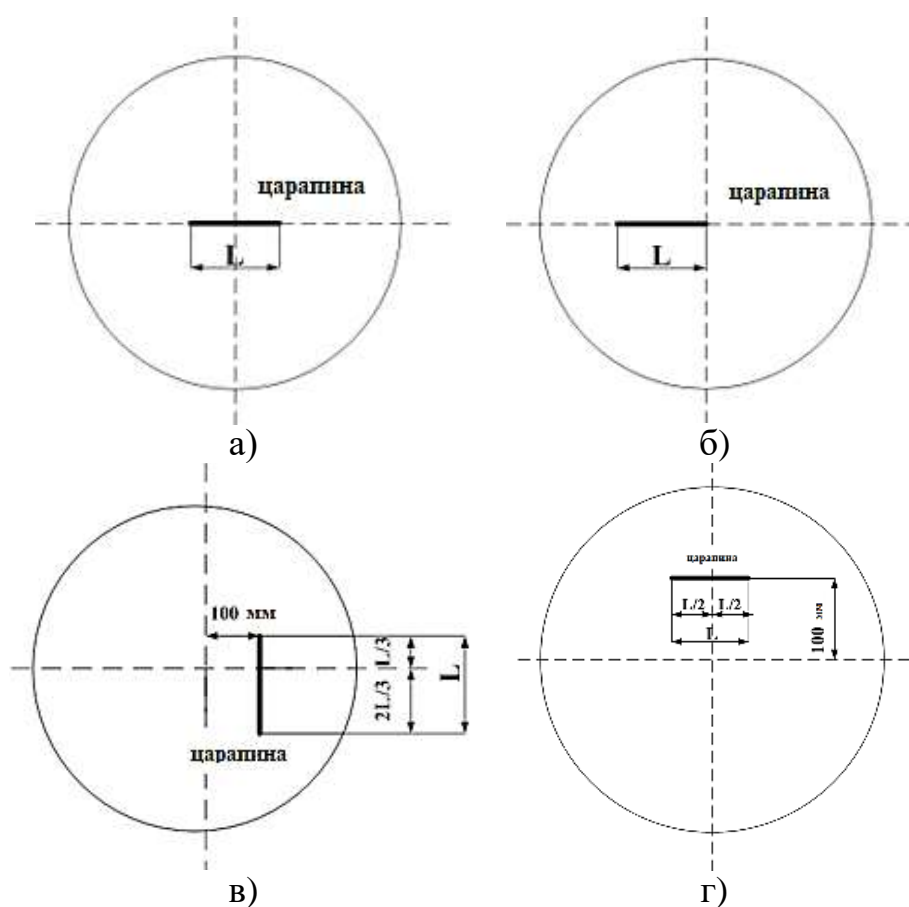 царапина
L
а)
царапина
L
б)
100 мм
L/3
2L/3
L
царапина
в)
царапина
L/2 L/2
L
100 мм
г)